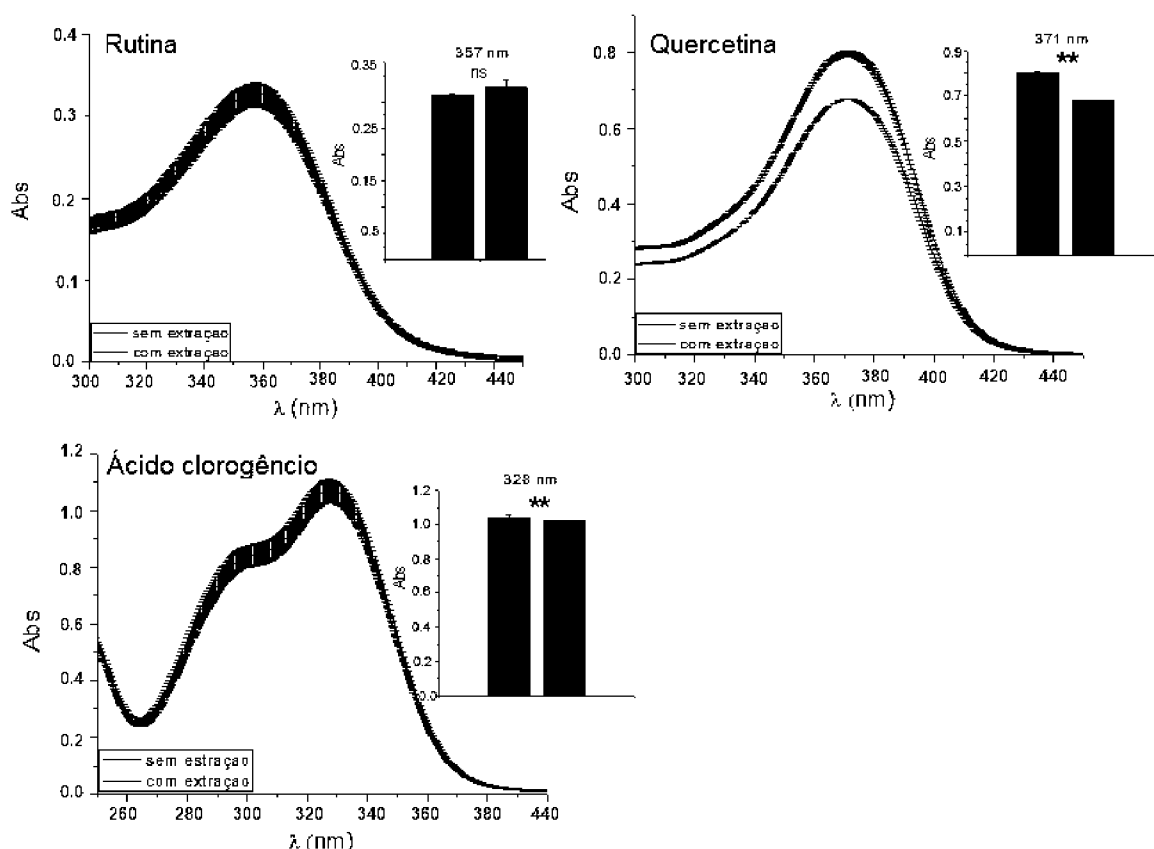 Rutina
357 nm
ns
0.35
0.25
0.15
0.5
Abs
0.4
0.3
0.2
0.1
0.0
Abs
sem extraçao
com extraçao
300 320 340 360 380 400 420 440
λ (nm)
Quercetina
371 nm
**
0.9
0.7
0.5
0.3
0.1
Abs
0.8
0.6
0.4
0.2
0.0
Abs
sem extraçao
com extraçao
300 320 340 360 380 400 420 440
λ (nm)
Ácido clorogêncio
328 nm
**
1.2
1.0
0.8
0.6
0.4
0.2
0.0
Abs
1.2
1.0
0.8
0.6
0.4
0.2
0.0
Abs
sem estraçao
com extraçao
260 280 300 320 340 360 380 440
λ (nm)